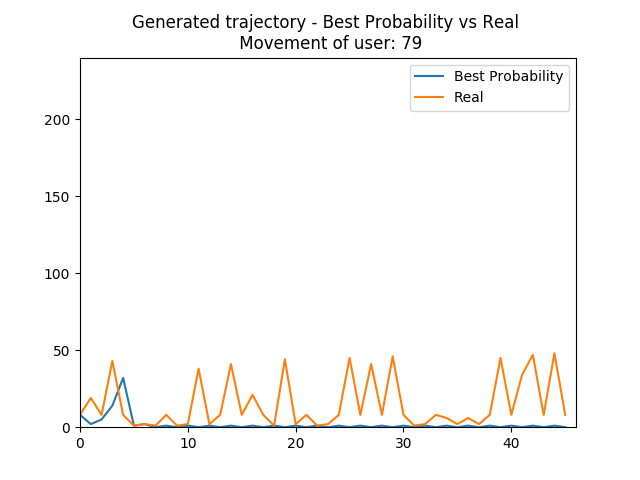 Generated trajectory - Best Probability vs Real
Movement of user: 79
Best Probability
Real
200
150
100
50
0
0 10 20 30 40